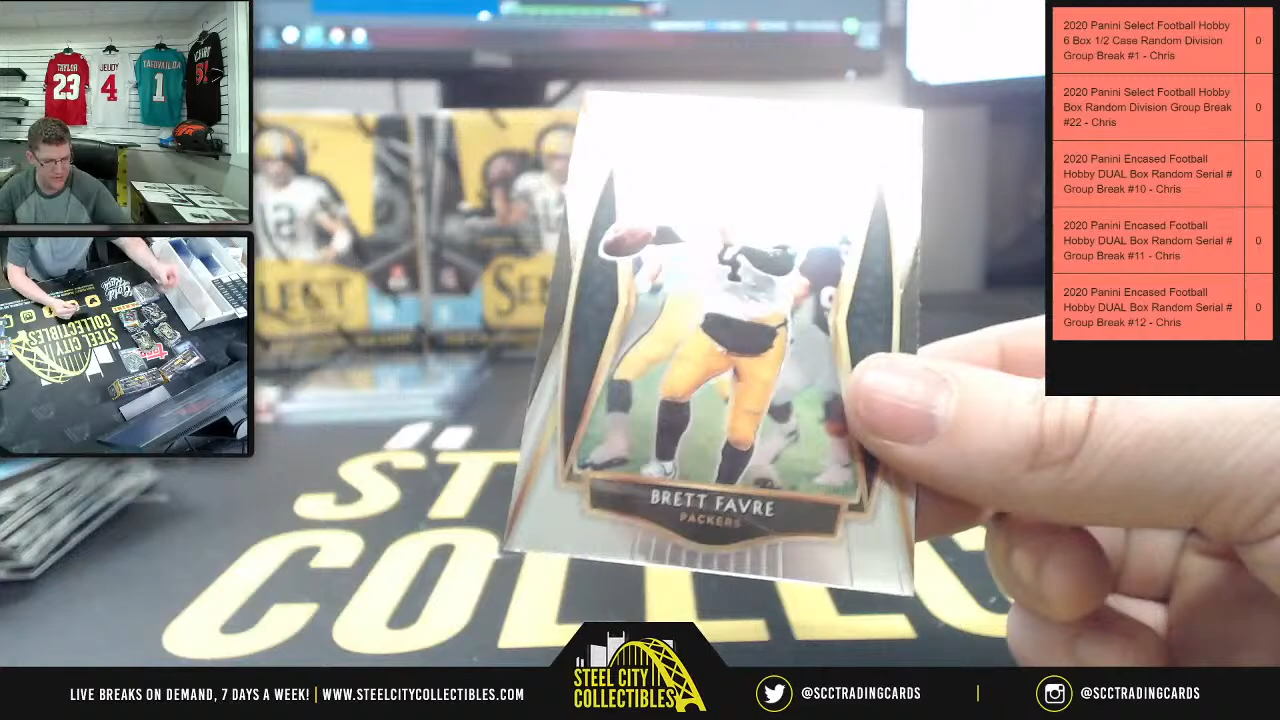 TAYLOR
23
JEUDY
4
TAGOVAILOA
1
51
STEEL CITY
COLLECTIBLES
SELECT
ST
COLLEC
BRETT FAVRE
PACKERS
2020 Panini Select Football Hobby
6 Box 1/2 Case Random Division
Group Break #1 - Chris
0
2020 Panini Select Football Hobby
Box Random Division Group Break
#22 - Chris
0
2020 Panini Encased Football
Hobby DUAL Box Random Serial #
Group Break #10 - Chris
0
2020 Panini Encased Football
Hobby DUAL Box Random Serial #
Group Break #11 - Chris
0
2020 Panini Encased Football
Hobby DUAL Box Random Serial #
Group Break #12 - Chris
0
LIVE BREAKS ON DEMAND, 7 DAYS A WEEK! | WWW.STEELCITYCOLLECTIBLES.COM
STEEL CITY
COLLECTIBLES
@SCCTRADINGCARDS | @SCCTRADINGCARDS